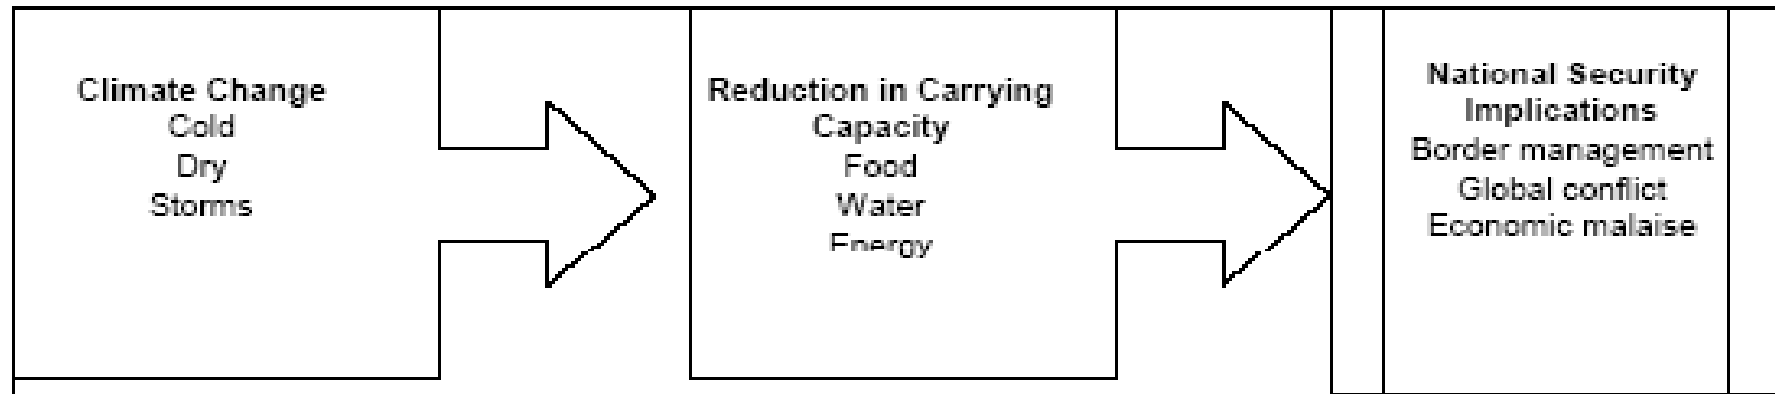 Climate Change
Cold
Dry
Storms
Reduction in Carrying
Capacity
Food
Water
Energy
National Security
Implications
Border management
Global conflict
Economic malaise